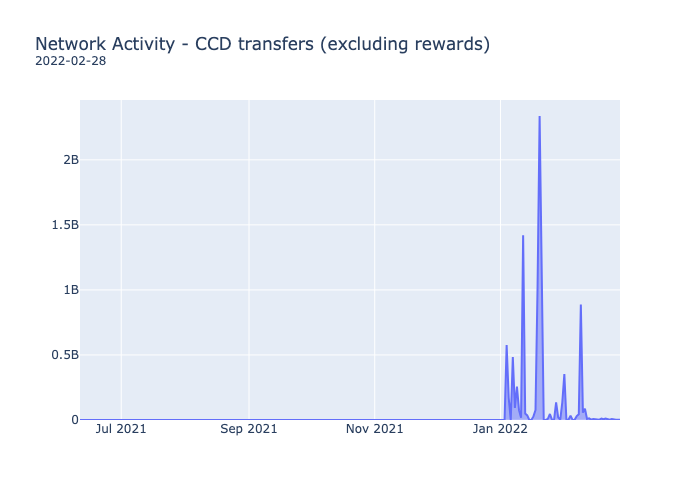 Network Activity - CCD transfers (excluding rewards)
2022-02-28
2B
1.5B
1B
0.5B
0
Jul 2021 Sep 2021 Nov 2021 Jan 2022